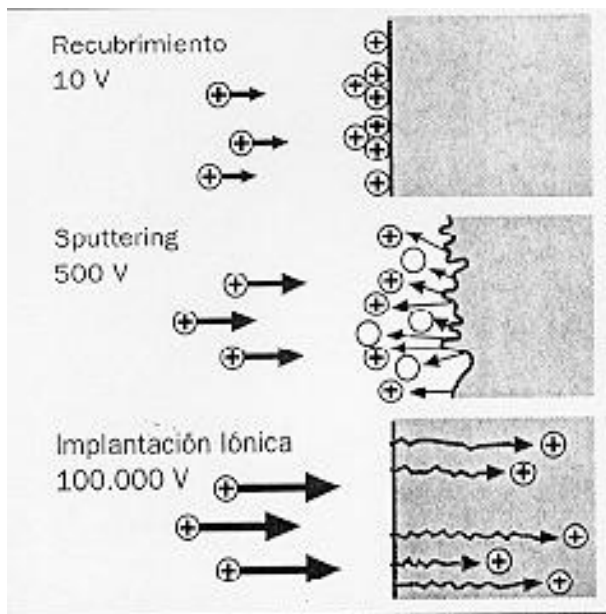 Recubrimiento
10 V
Sputtering
500 V
Implantación Iónica
100.000 V